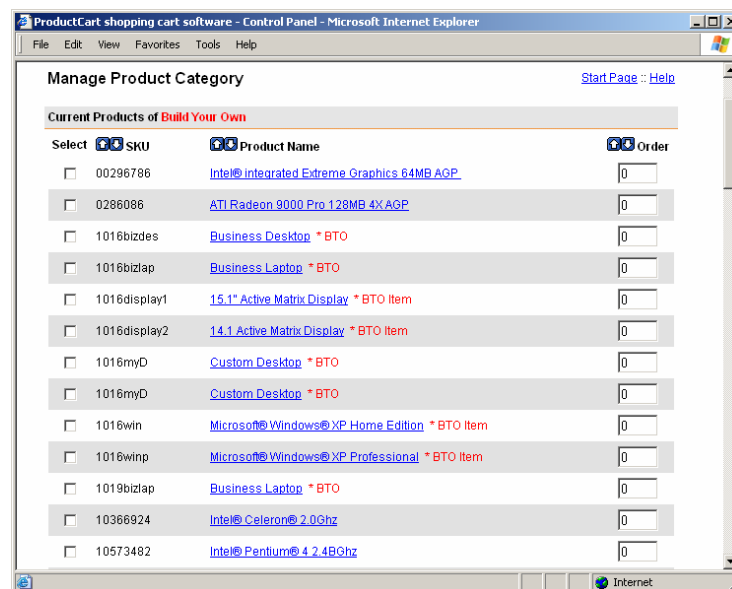 ProductCart shopping cart software - Control Panel - Microsoft Internet Explorer
File Edit View Favorites Tools Help
Manage Product Category Start Page :: Help
Current Products of Build Your Own
Select SKU Product Name Order
00296786 Intel® integrated Extreme Graphics 64MB AGP 0
0286086 ATI Radeon 9000 Pro 128MB 4X AGP 0
1016bizdes Business Desktop * BTO 0
1016bizlap Business Laptop * BTO 0
1016display1 15.1" Active Matrix Display * BTO Item 0
1016display2 14.1 Active Matrix Display * BTO Item 0
1016myD Custom Desktop * BTO 0
1016myD Custom Desktop * BTO 0
1016win Microsoft® Windows® XP Home Edition * BTO Item 0
1016winp Microsoft® Windows® XP Professional * BTO Item 0
1019bizlap Business Laptop * BTO 0
10366924 Intel® Celeron® 2.0Ghz 0
10573482 Intel® Pentium® 4 2.4BGhz 0
Internet